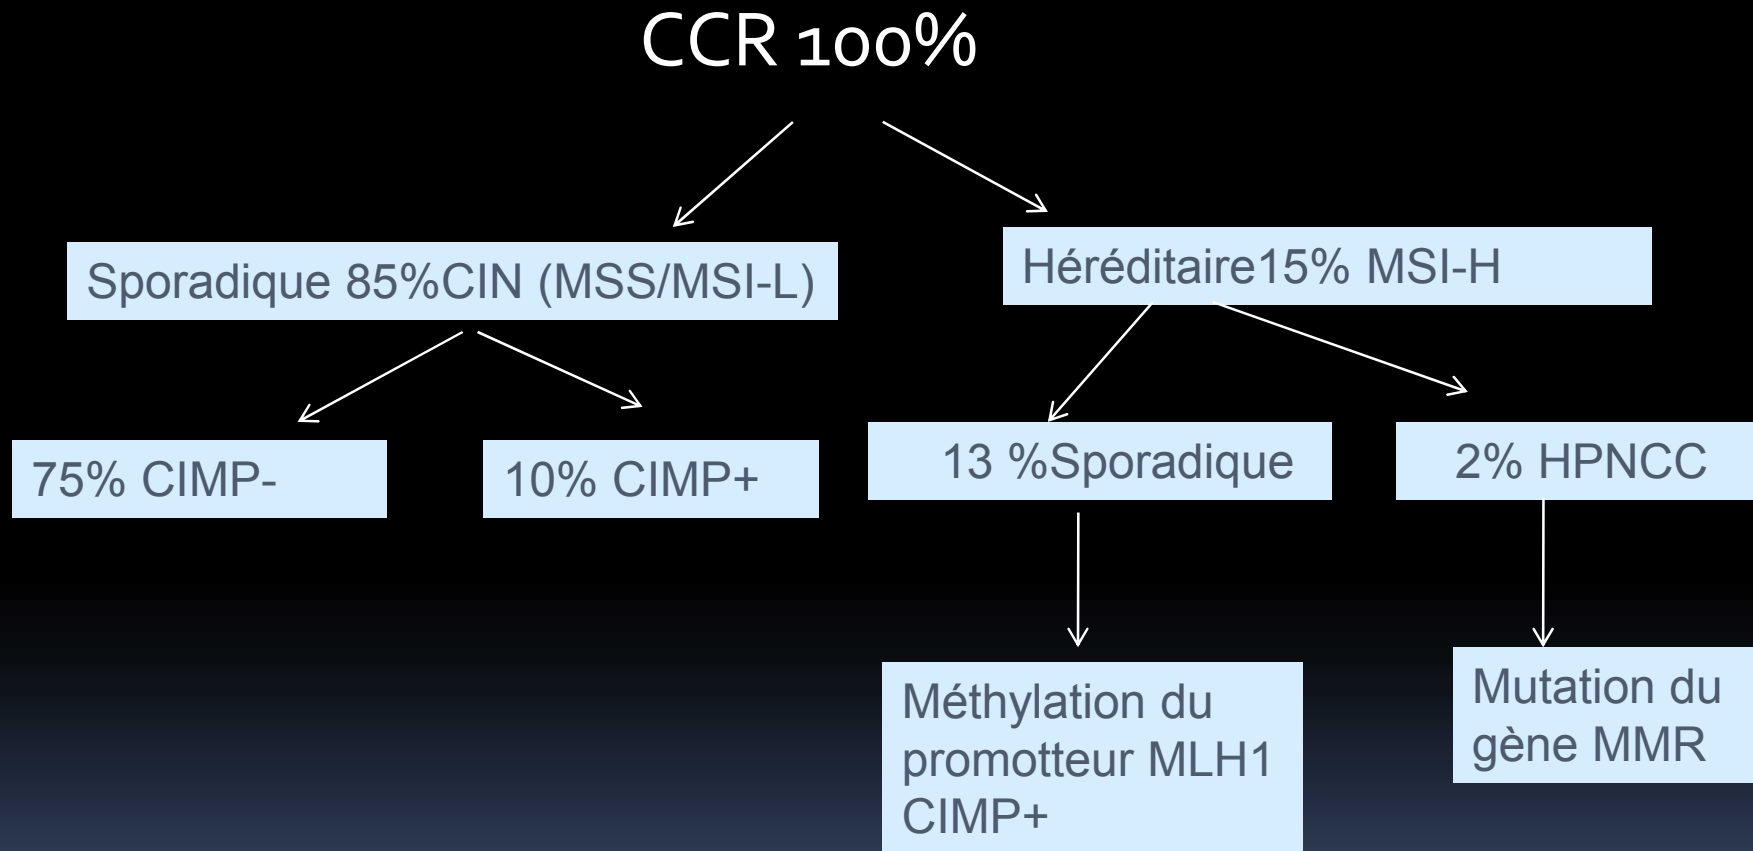 CCR 100%
Sporadique 85%CIN (MSS/MSI-L)
Héréditaire15% MSI-H
75% CIMP-
10% CIMP+
13 %Sporadique
2% HPNCC
Méthylation du
promotteur MLH1
CIMP+
Mutation du
gène MMR